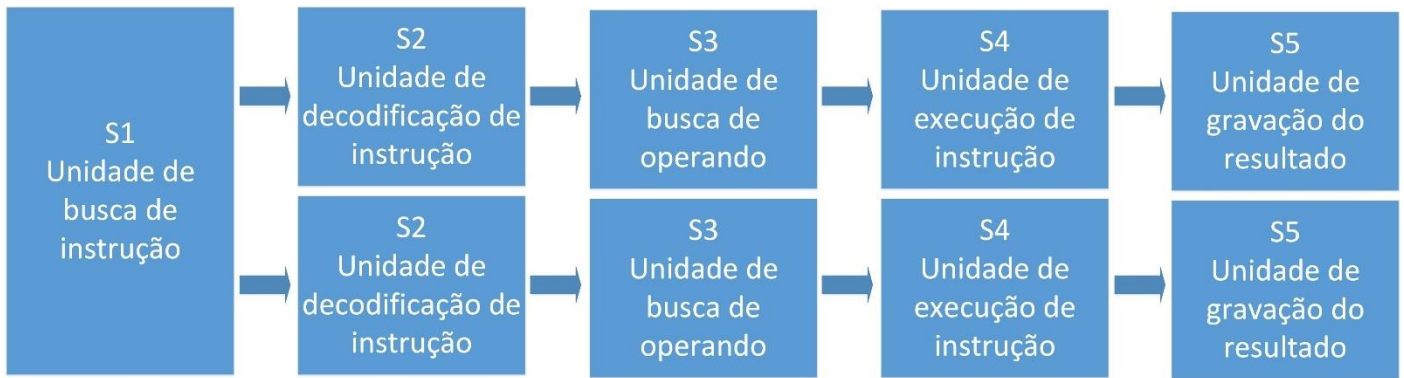 S1
Unidade de
busca de
instrução
S2
Unidade de
decodificação de
instrução
S3
Unidade de
busca de
operando
S4
Unidade de
execução de
instrução
S5
Unidade de
gravação do
resultado
S2
Unidade de
decodificação de
instrução
S3
Unidade de
busca de
operando
S4
Unidade de
execução de
instrução
S5
Unidade de
gravação do
resultado